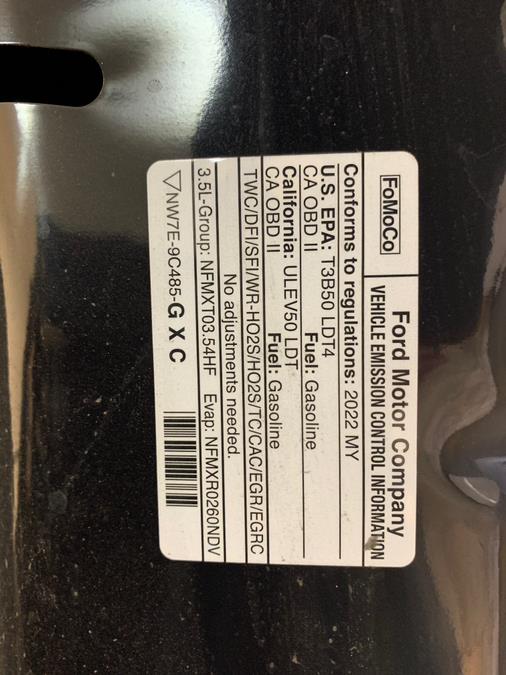 FoMoCo
Ford Motor Company
VEHICLE EMISSION CONTROL INFORMATION
Conforms to regulations: 2022 MY
U.S. EPA: T3B50 LDT4 Fuel: Gasoline
CA OBD II
California: ULEV50 LDT Fuel: Gasoline
CA OBD II
TWC/DFI/SFI/WR-HO2S/HO2S/TC/CAC/EGR/EGRC
No adjustments needed.
3.5L-Group: NFMXT03.54HF Evap: NFMXR0260NDV
▽NW7E-9C485-G X C